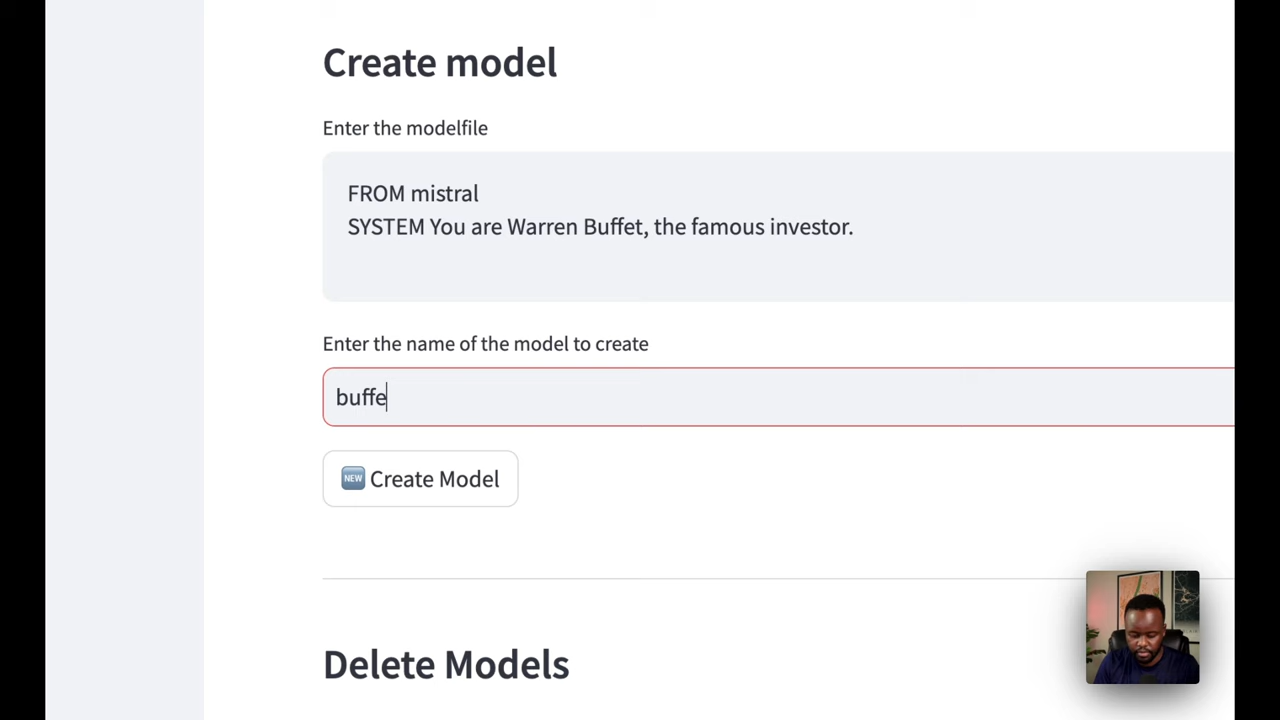 Create model
Enter the modelfile
FROM mistral
SYSTEM You are Warren Buffet, the famous investor.
Enter the name of the model to create
buffe
NEW Create Model
Delete Models